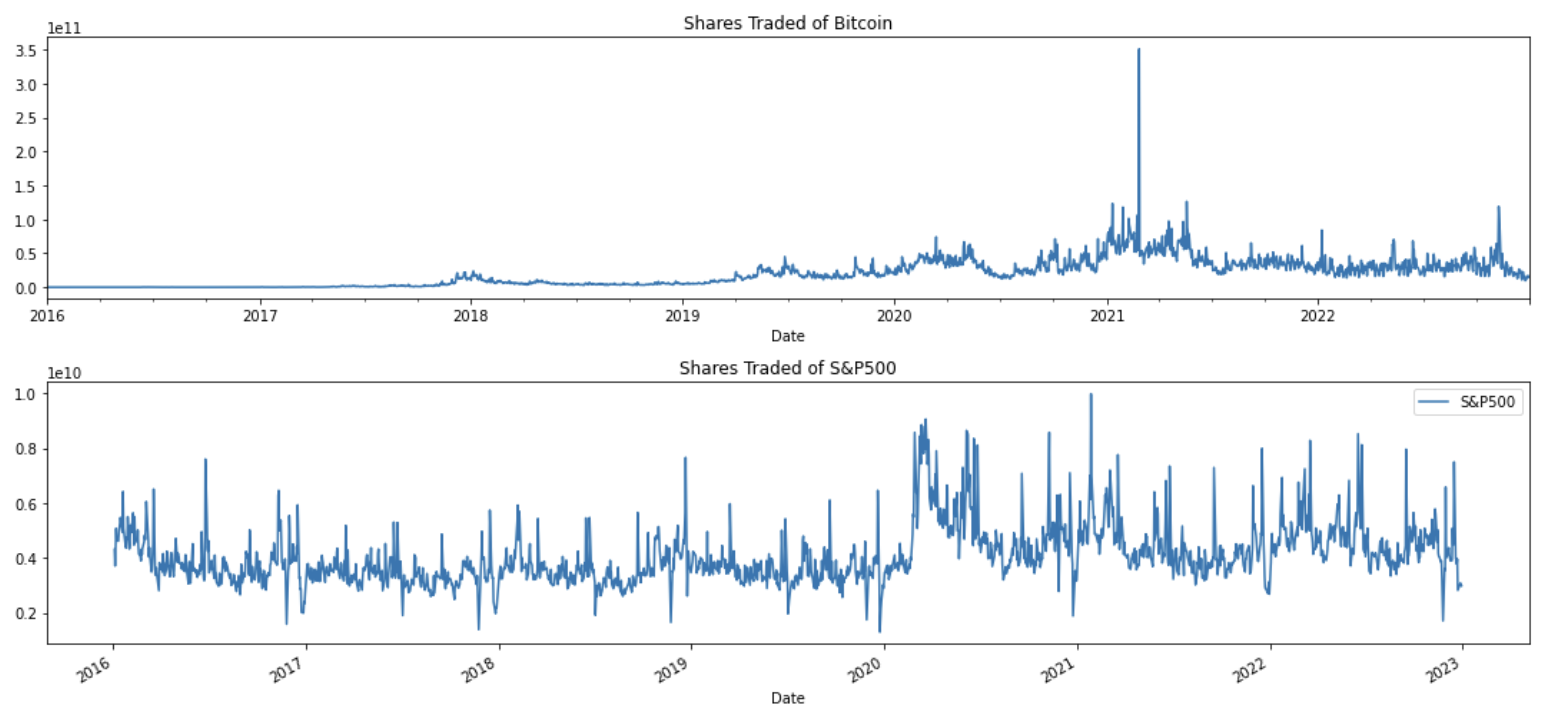 Shares Traded of Bitcoin
1e11
3.5
3.0
2.5
2.0
1.5
1.0
0.5
0.0
2016 2017 2018 2019 2020 2021 2022
Date
Shares Traded of S&P500
1e10
S&P500
1.0
0.8
0.6
0.4
0.2
2016 2017 2018 2019 2020 2021 2022 2023
Date